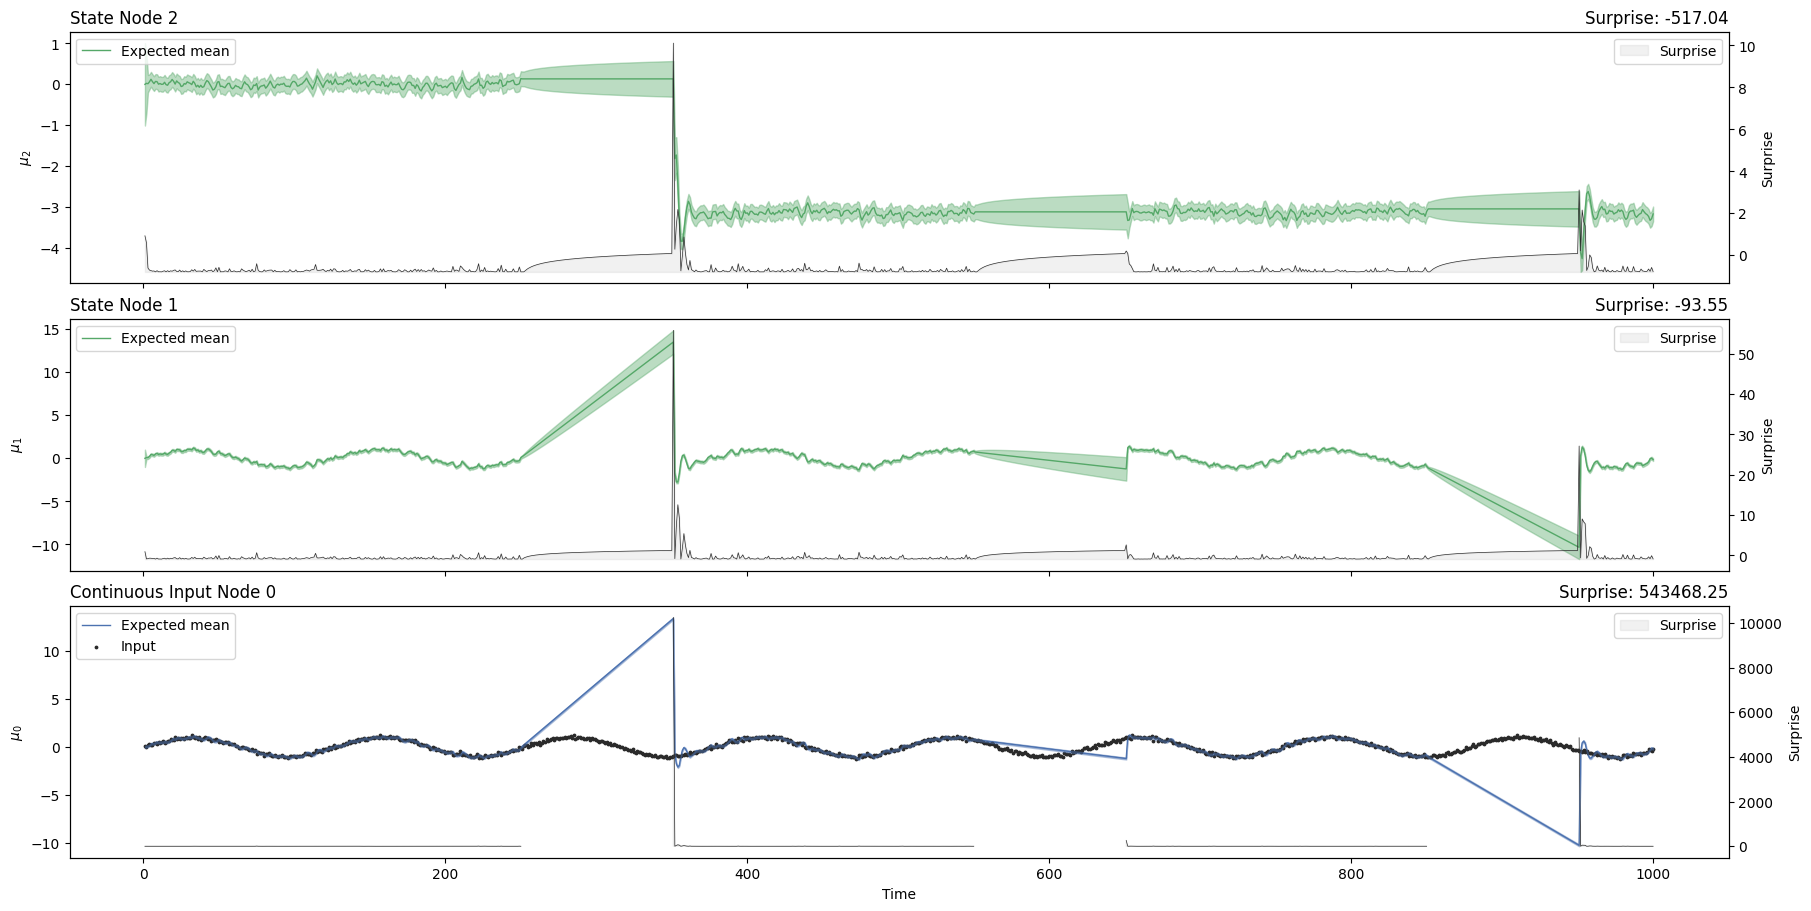 State Node 2
Surprise: -517.04
Expected mean
Surprise
1
0
−1
−2
−3
−4
μ2
10
8
6
4
2
0
Surprise
State Node 1
Surprise: -93.55
Expected mean
Surprise
15
10
5
0
−5
−10
μ1
50
40
30
20
10
0
Surprise
Continuous Input Node 0
Surprise: 543468.25
Expected mean
Input
Surprise
10
5
0
−5
−10
μ0
10000
8000
6000
4000
2000
0
Surprise
0
200
400
600
800
1000
Time